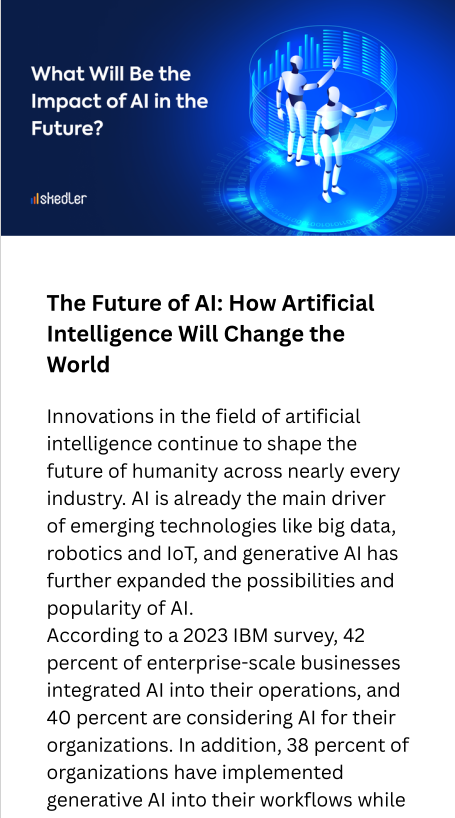 What Will Be the
Impact of AI in the
Future?
skedler
The Future of AI: How Artificial
Intelligence Will Change the
World
Innovations in the field of artificial
intelligence continue to shape the
future of humanity across nearly every
industry. AI is already the main driver
of emerging technologies like big data,
robotics and IoT, and generative AI has
further expanded the possibilities and
popularity of AI.
According to a 2023 IBM survey, 42
percent of enterprise-scale businesses
integrated AI into their operations, and
40 percent are considering AI for their
organizations. In addition, 38 percent of
organizations have implemented
generative AI into their workflows while